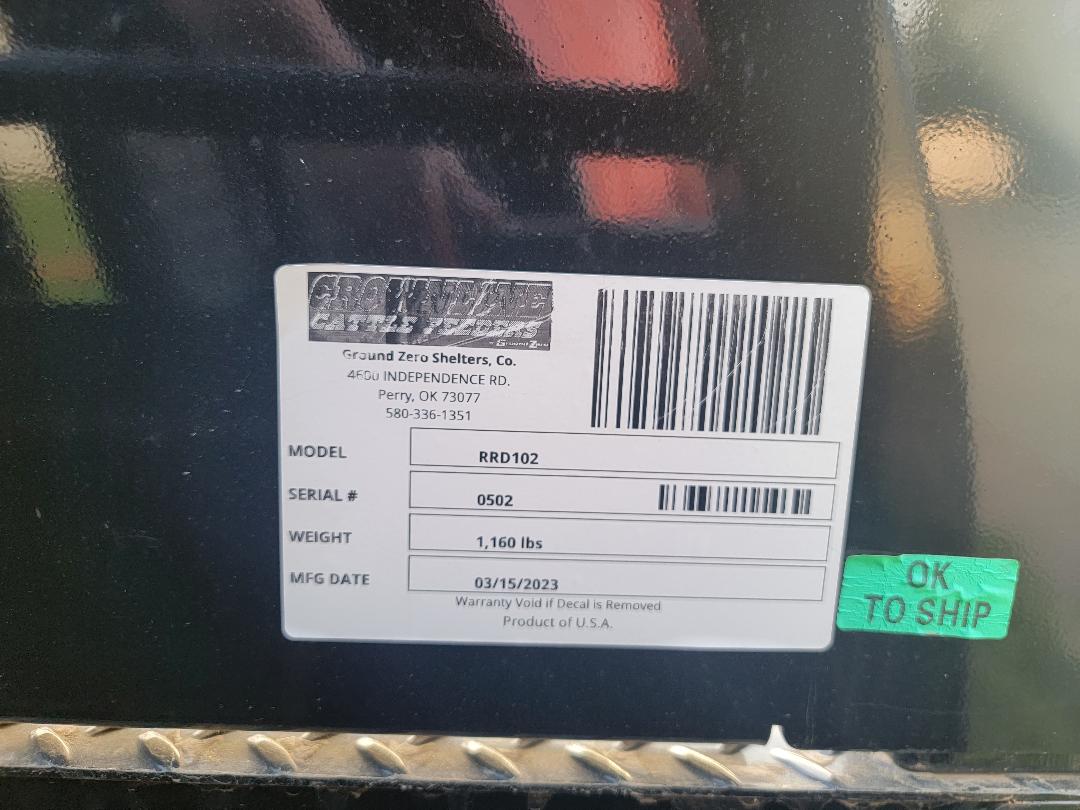 CROWNLINE
CATTLE FEEDERS
Ground Zero Shelters, Co.
4600 INDEPENDENCE RD.
Perry, OK 73077
580-336-1351
MODEL RRD102
SERIAL # 0502
WEIGHT 1,160 lbs
MFG DATE 03/15/2023
Warranty Void if Decal is Removed
Product of U.S.A.
OK
TO SHIP